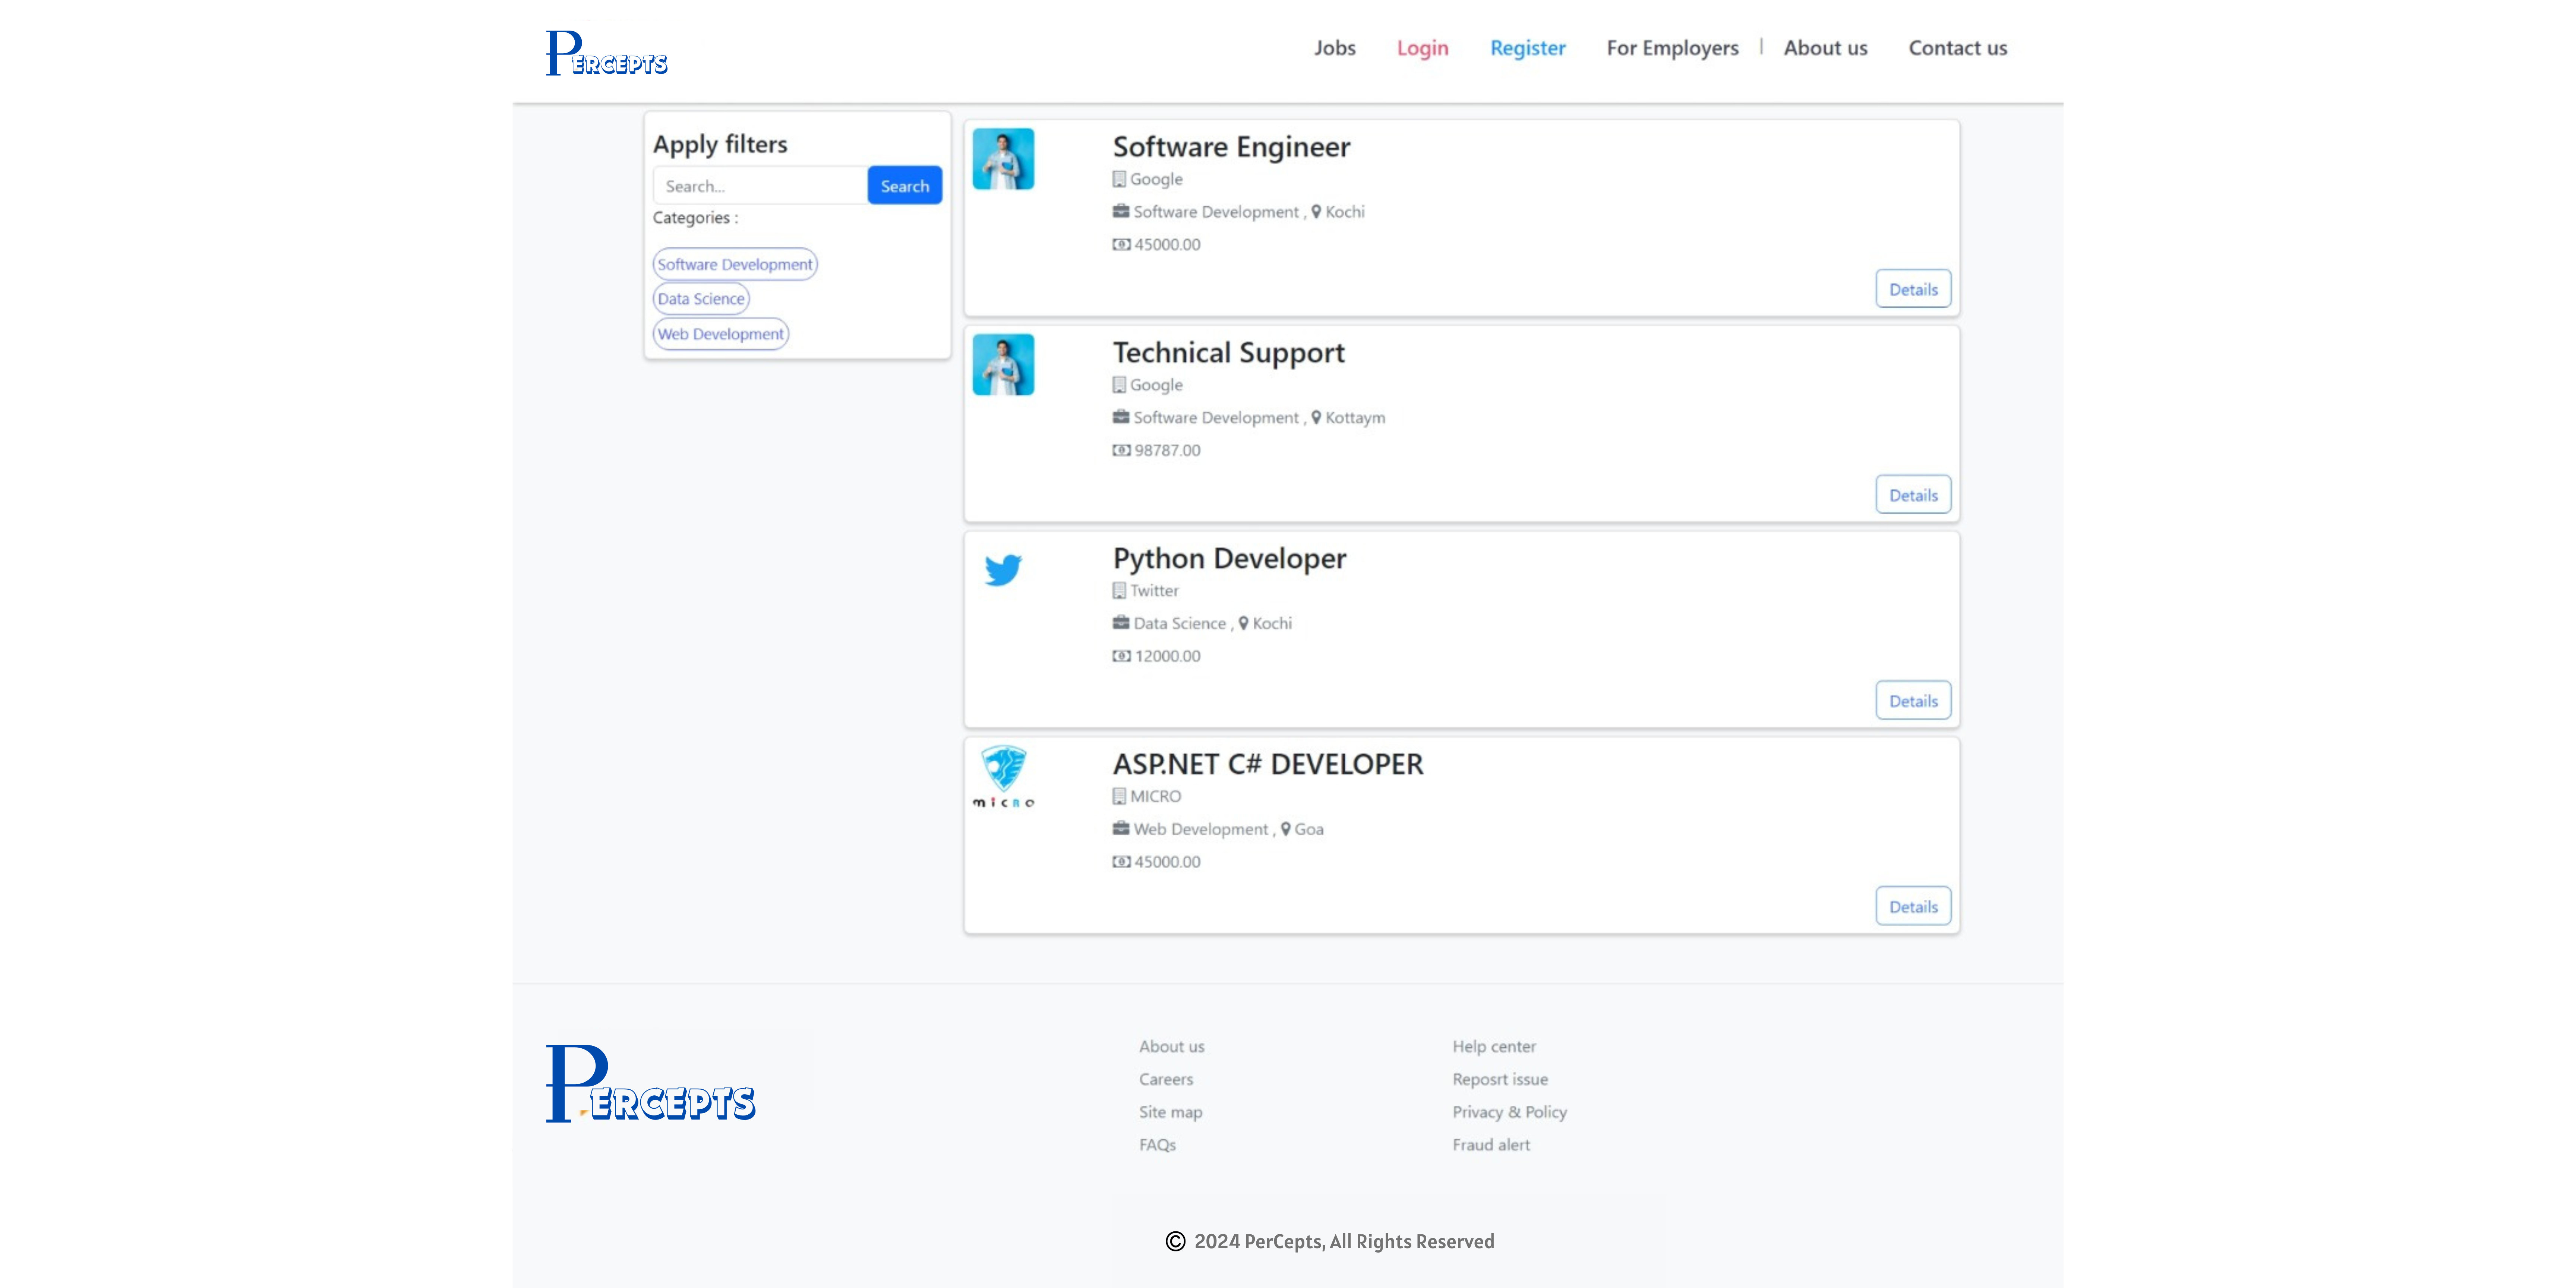 PERCEPTS
Jobs Login Register For Employers | About us Contact us
Apply filters
Search... Search
Categories :
Software Development
Data Science
Web Development
Software Engineer
Google
Software Development , Kochi
45000.00
Details
Technical Support
Google
Software Development , Kottaym
98787.00
Details
Python Developer
Twitter
Data Science , Kochi
12000.00
Details
micro
ASP.NET C# DEVELOPER
MICRO
Web Development , Goa
45000.00
Details
PERCEPTS
About us
Careers
Site map
FAQs
Help center
Reposrt issue
Privacy & Policy
Fraud alert
© 2024 PerCepts, All Rights Reserved